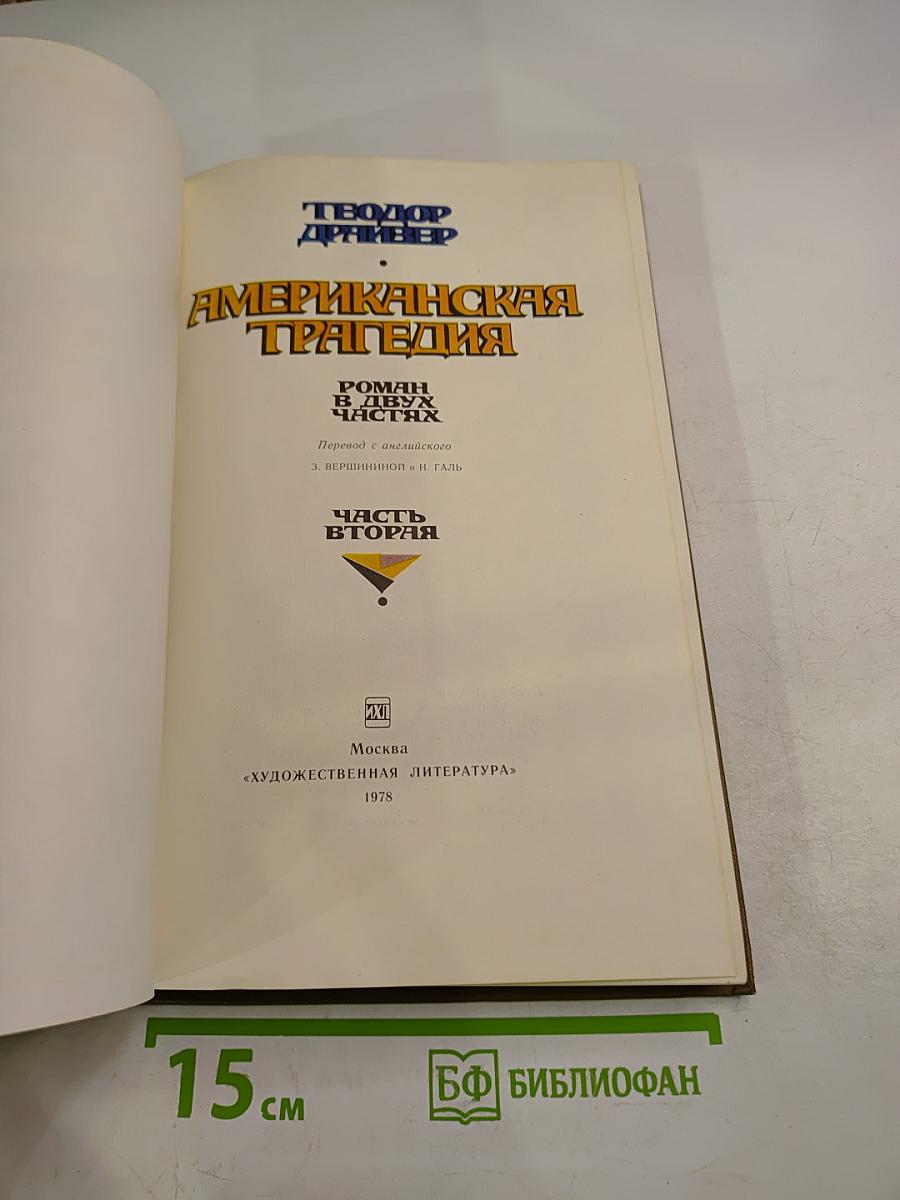 ТЕОДОР
ДРАЙЗЕР
АМЕРИКАНСКАЯ
ТРАГЕДИЯ
РОМАН
В ДВУХ
ЧАСТЯХ
Перевод с английского
З. ВЕРШИНИНОЙ и Н. ГАЛЬ
ЧАСТЬ
ВТОРАЯ
ИХЛ
Москва
«ХУДОЖЕСТВЕННАЯ ЛИТЕРАТУРА»
1978
15 см
БФ БИБЛИОФАН